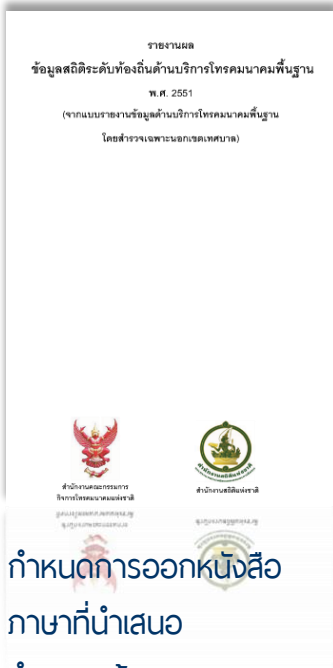 รายงานผล
ข้อมูลสถิติระดับท้องถิ่นด้านบริการโทรคมนาคมพื้นฐาน
พ.ศ. 2551
(จากแบบรายงานข้อมูลด้านบริการโทรคมนาคมพื้นฐาน
โดยสำรวจเฉพาะนอกเขตเทศบาล)
สำนักงานคณะกรรมการ
กิจการโทรคมนาคมแห่งชาติ
สำนักงานสถิติแห่งชาติ
กำหนดการออกหนังสือ
ภาษาที่นำเสนอ